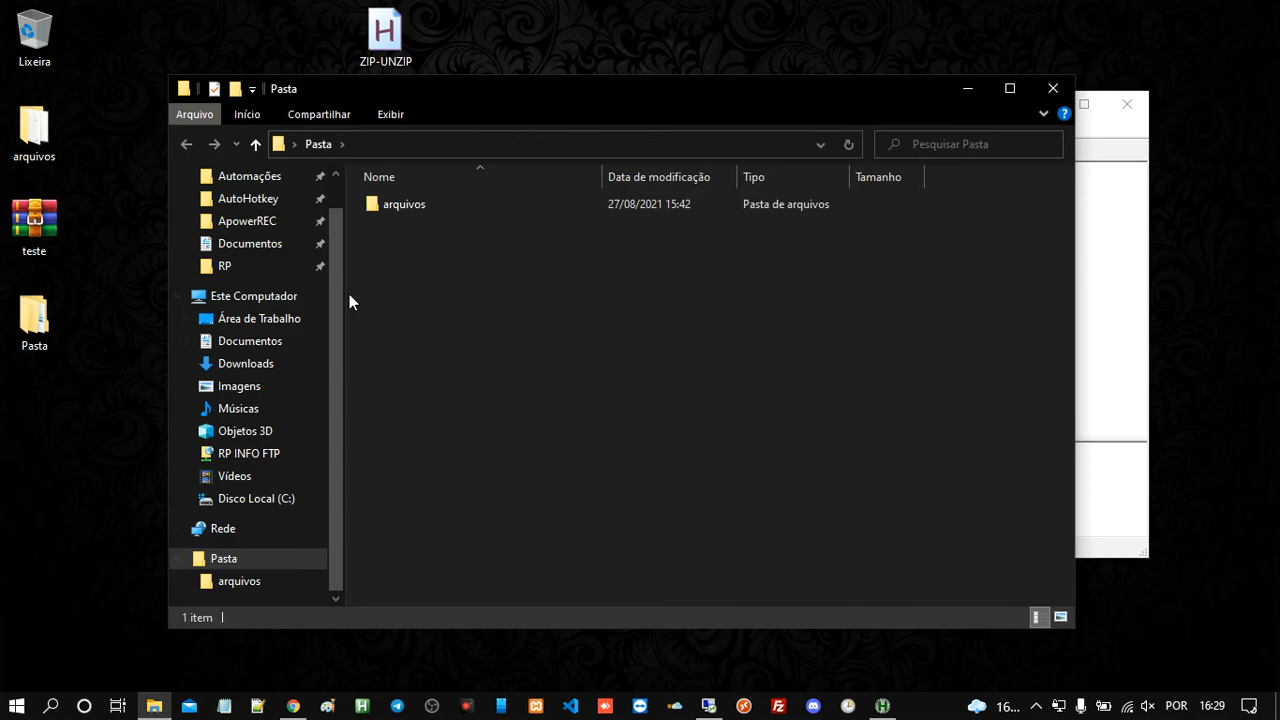 Lixeira
ZIP-UNZIP
arquivos
teste
Pasta
Pasta
Arquivo Início Compartilhar Exibir
Pasta
Pesquisar Pasta
Automações
AutoHotkey
ApowerREC
Documentos
RP
Este Computador
Área de Trabalho
Documentos
Downloads
Imagens
Músicas
Objetos 3D
RP INFO FTP
Vídeos
Disco Local (C:)
Rede
Pasta
arquivos
Nome Data de modificação Tipo Tamanho
arquivos 27/08/2021 15:42 Pasta de arquivos
1 item
16... POR 16:29